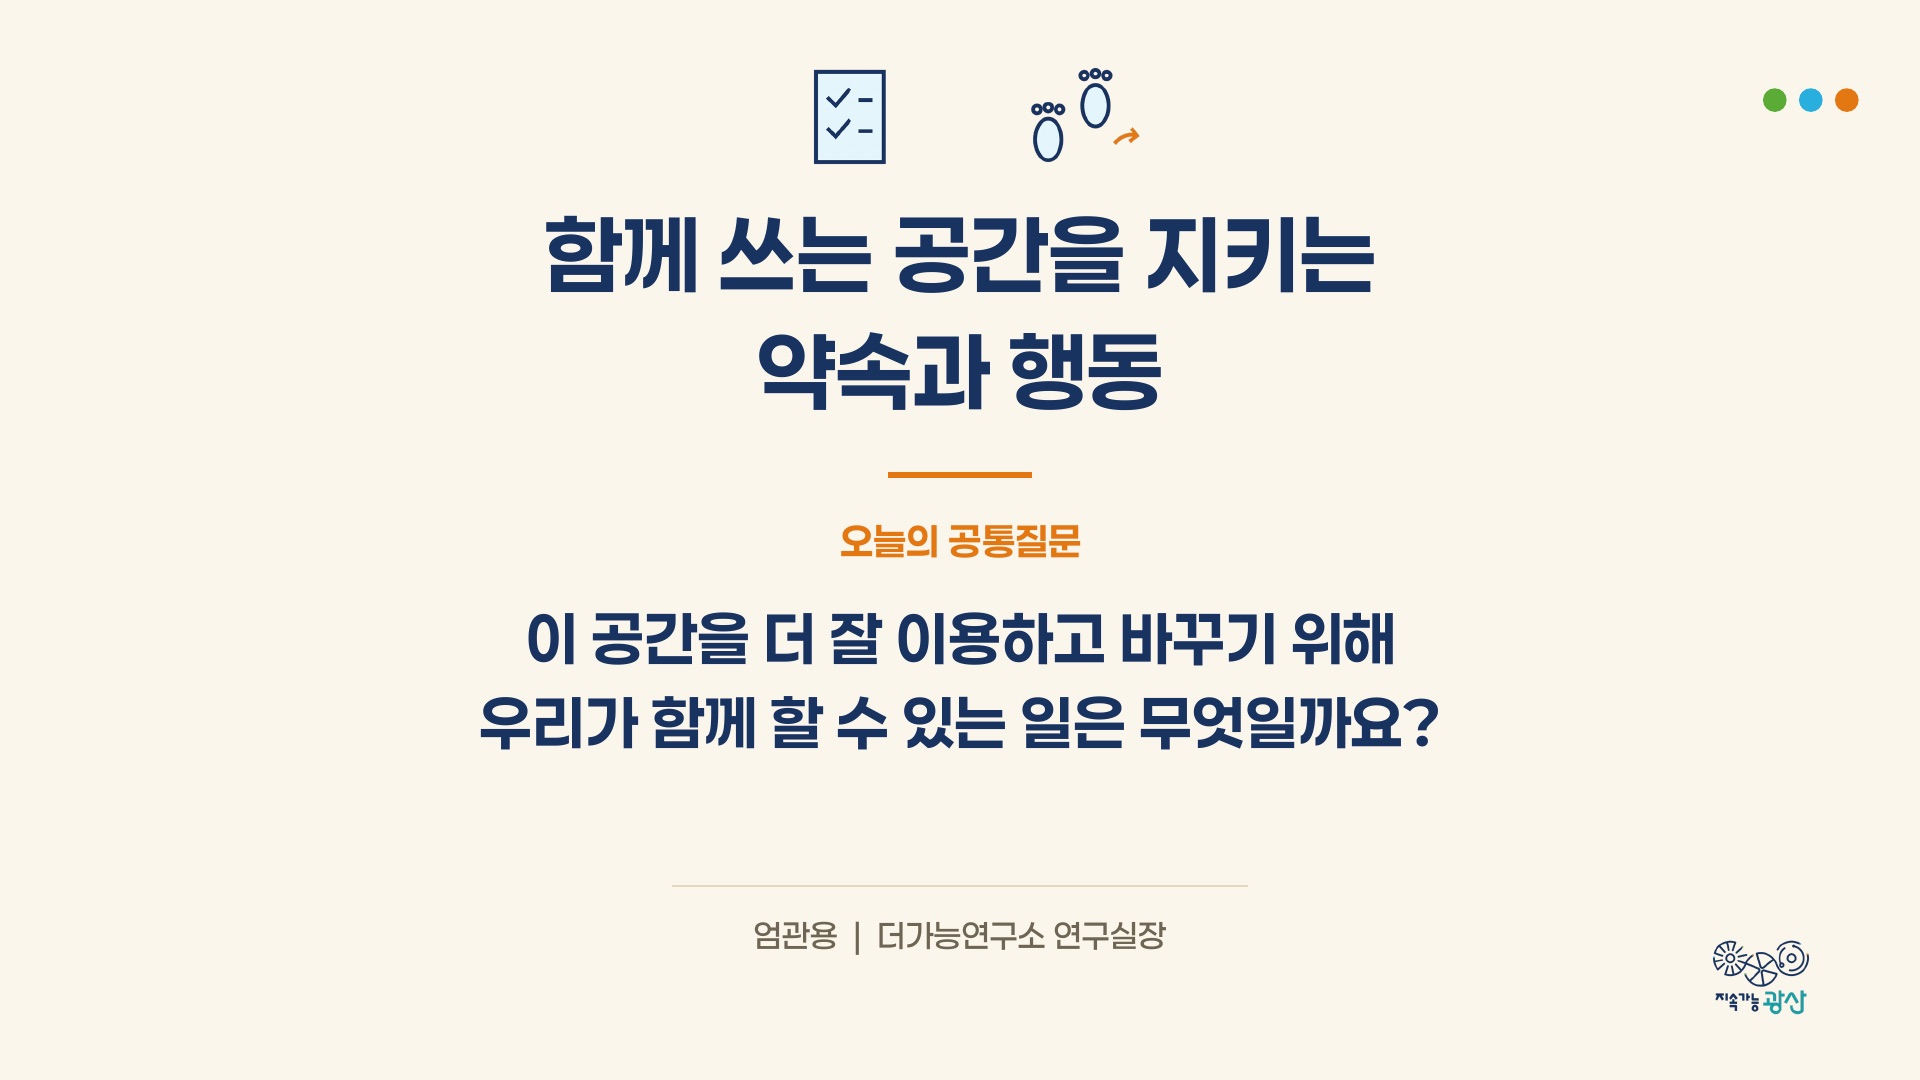 함께 쓰는 공간을 지키는
약속과 행동
오늘의 공통질문
이 공간을 더 잘 이용하고 바꾸기 위해
우리가 함께 할 수 있는 일은 무엇일까요?
엄관용 | 더가능연구소 연구실장
지속가능 광산